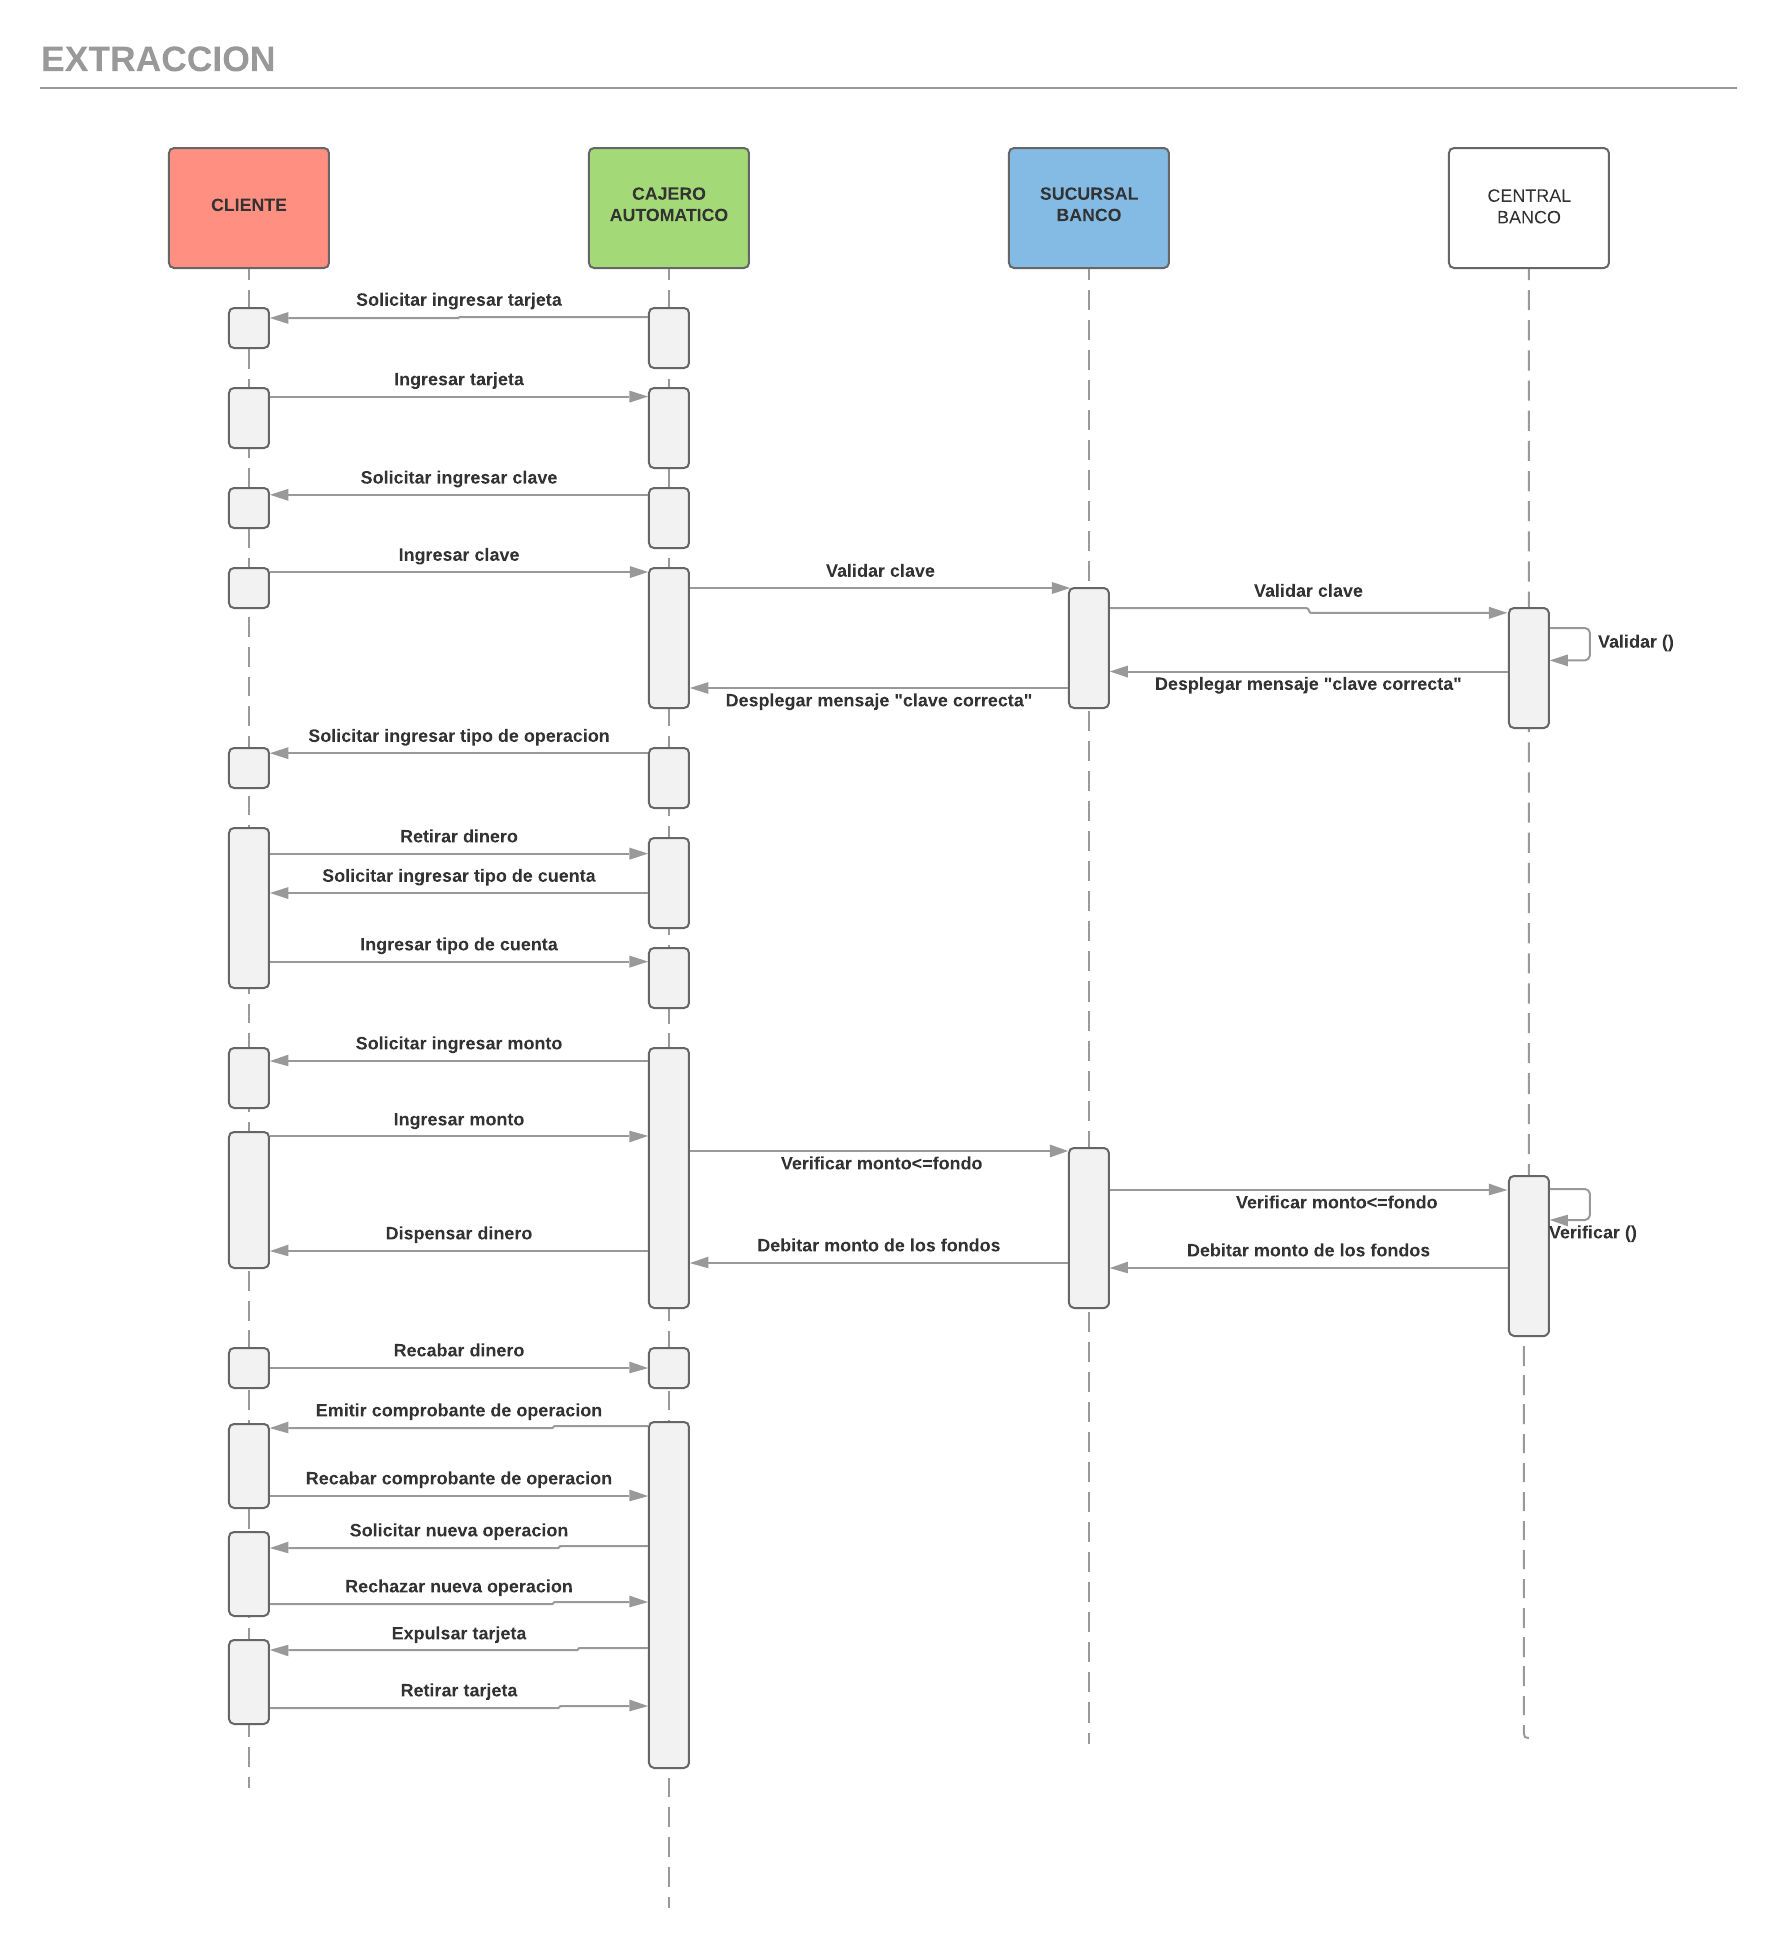 EXTRACCION
CLIENTE
CAJERO
AUTOMATICO
SUCURSAL
BANCO
CENTRAL
BANCO
Solicitar ingresar tarjeta
Ingresar tarjeta
Solicitar ingresar clave
Ingresar clave
Validar clave
Validar clave
Validar ()
Desplegar mensaje "clave correcta"
Desplegar mensaje "clave correcta"
Solicitar ingresar tipo de operacion
Retirar dinero
Solicitar ingresar tipo de cuenta
Ingresar tipo de cuenta
Solicitar ingresar monto
Ingresar monto
Verificar monto<=fondo
Verificar monto<=fondo
Verificar ()
Dispensar dinero
Debitar monto de los fondos
Debitar monto de los fondos
Recabar dinero
Emitir comprobante de operacion
Recabar comprobante de operacion
Solicitar nueva operacion
Rechazar nueva operacion
Expulsar tarjeta
Retirar tarjeta